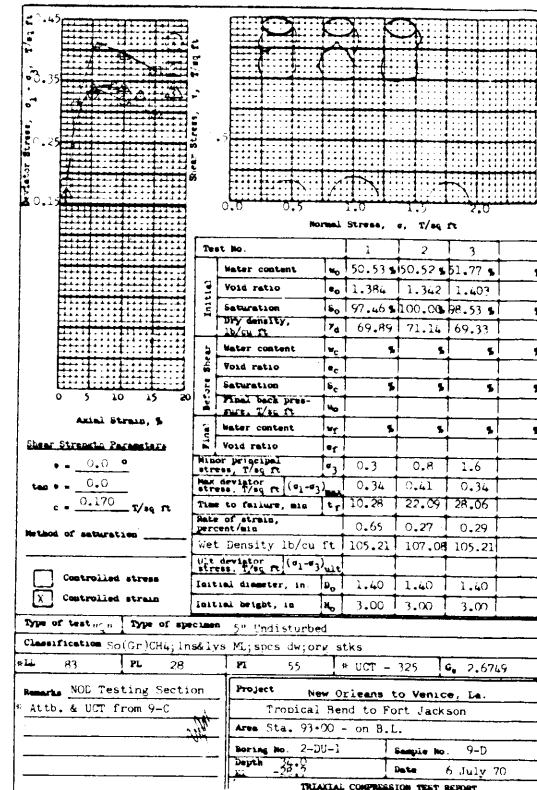 Deviator Stress, σ1 - σ3, T/sq ft
0.45
0.35
0.25
0.15
0 5 10 15 20
Axial Strain, %
Shear Stress, τ, T/sq ft
1.0
.5
0.0 0.5 1.0 1.5 2.0
Normal Stress, σ, T/sq ft
Shear Strength Parameters
φ = 0.0 °
tan φ = 0.0
c = 0.170 T/sq ft
Method of saturation
Controlled stress
X Controlled strain
Test No. 1 2 3
Initial
Water content w₀ 50.53 % 50.52 % 51.77 % %
Void ratio e₀ 1.384 1.342 1.403
Saturation S₀ 97.46 % 100.00 % 98.53 % %
Dry density, lb/cu ft γd 69.89 71.14 69.33
Before Shear
Water content wc % % % %
Void ratio ec
Saturation Sc % % % %
Final back pressure, T/sq ft u₀
Final
Water content wf % % % %
Void ratio ef
Minor principal stress, T/sq ft σ3 0.3 0.8 1.6
Max deviator stress, T/sq ft (σ1-σ3)max 0.34 0.41 0.34
Time to failure, min tf 10.28 22.09 28.06
Rate of strain, percent/min 0.65 0.27 0.29
Wet Density lb/cu ft 105.21 107.08 105.21
Ult deviator stress, T/sq ft (σ1-σ3)ult
Initial diameter, in D₀ 1.40 1.40 1.40
Initial height, in H₀ 3.00 3.00 3.00
Type of test Type of specimen 5" Undisturbed
Classification So(Gr)CH4; lns&lys ML; spcs dw; org stks
*LL 83 PL 28 PI 55 * UCT - 325 Gs 2.6749
Remarks NOD Testing Section
* Attb. & UCT from 9-C
Project New Orleans to Venice, La.
Tropical Bend to Fort Jackson
Area Sta. 93+00 - on B.L.
Boring No. 2-DU-1 Sample No. 9-D
Depth Date 6 July 70
TRIAXIAL COMPRESSION TEST REPORT